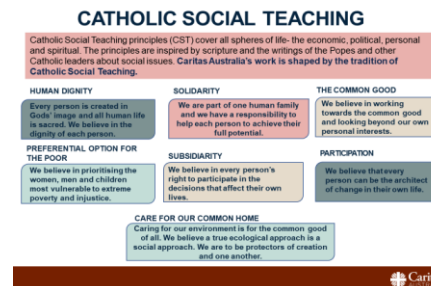 CATHOLIC SOCIAL TEACHING
Catholic Social Teaching principles (CST) cover all spheres of life- the economic, political, personal
and spiritual. The principles are inspired by scripture and the writings of the Popes and other
Catholic leaders about social issues. Caritas Australia's work is shaped by the tradition of
Catholic Social Teaching.
HUMAN DIGNITY
Every person is created in
Gods' image and all human life
is sacred. We believe in the
dignity of each person.
SOLIDARITY
We are part of one human family
and we have a responsibility to
help each person to achieve their
full potential.
THE COMMON GOOD
We believe in working
towards the common good
and looking beyond our own
personal interests.
PREFERENTIAL OPTION FOR
THE POOR
We believe in prioritising the
women, men and children
most vulnerable to extreme
poverty and injustice.
SUBSIDIARITY
We believe in every person's
right to participate in the
decisions that affect their own
lives.
PARTICIPATION
We believe that every
person can be the architect
of change in their own life.
CARE FOR OUR COMMON HOME
Caring for our environment is for the common good
of all. We believe a true ecological approach is a
social approach. We are to be protectors of creation
and one another.
Cari